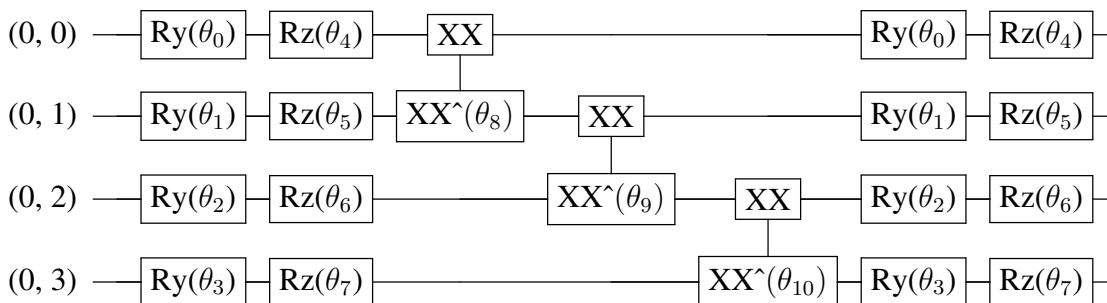 (0, 0) Ry(θ₀) Rz(θ₄) XX Ry(θ₀) Rz(θ₄)
(0, 1) Ry(θ₁) Rz(θ₅) XX^(θ₈) XX Ry(θ₁) Rz(θ₅)
(0, 2) Ry(θ₂) Rz(θ₆) XX^(θ₉) XX Ry(θ₂) Rz(θ₆)
(0, 3) Ry(θ₃) Rz(θ₇) XX^(θ₁₀) Ry(θ₃) Rz(θ₇)